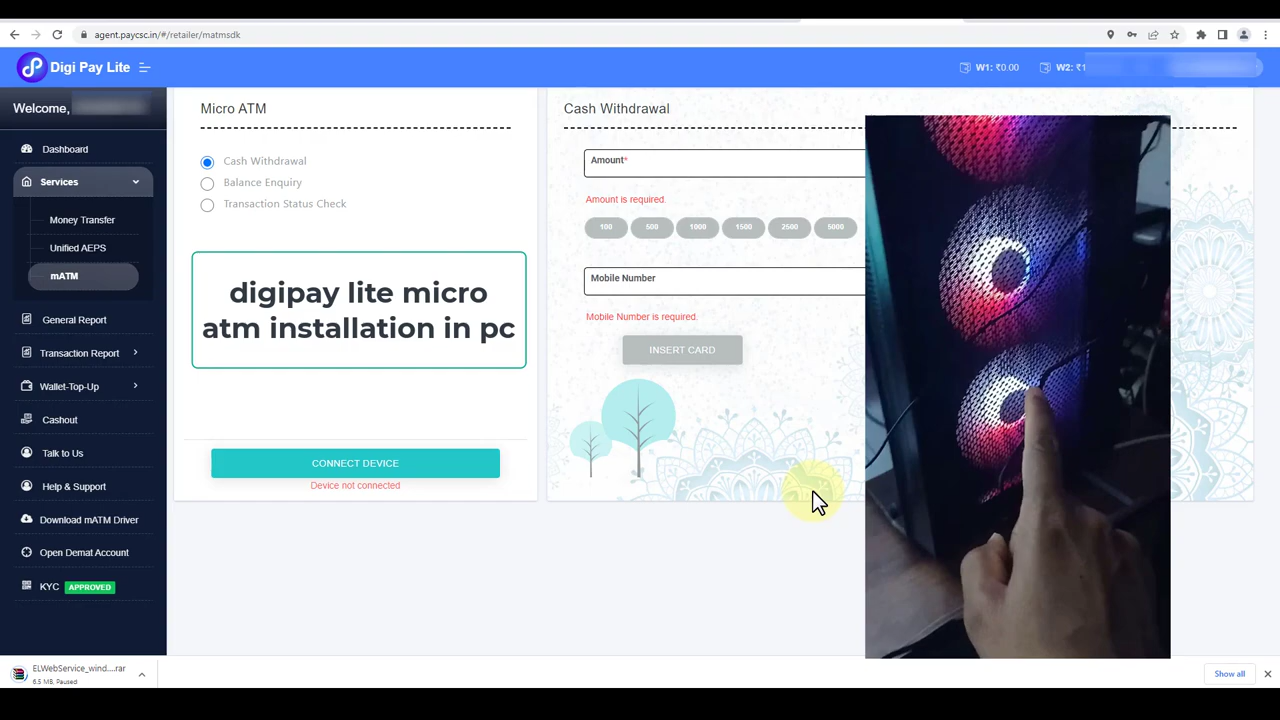 agent.paycsc.in/#/retailer/matmsdk
Digi Pay Lite
W1: ₹0.00
W2: ₹1
Welcome,
Dashboard
Services
Money Transfer
Unified AEPS
mATM
General Report
Transaction Report
Wallet-Top-Up
Cashout
Talk to Us
Help & Support
Download mATM Driver
Open Demat Account
KYC APPROVED
Micro ATM
Cash Withdrawal
Balance Enquiry
Transaction Status Check
digipay lite micro
atm installation in pc
CONNECT DEVICE
Device not connected
Cash Withdrawal
Amount*
Amount is required.
100 500 1000 1500 2500 5000
Mobile Number
Mobile Number is required.
INSERT CARD
ELWebService_wind....rar
6.5 MB, Paused
Show all